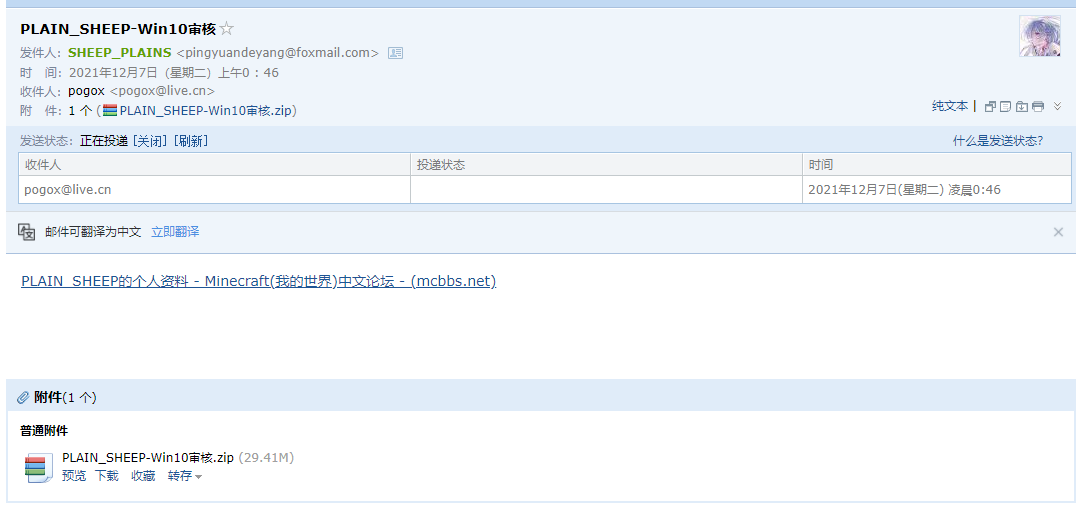 PLAIN_SHEEP-Win10审核☆
发件人：SHEEP_PLAINS <pingyuandeyang@foxmail.com>
时 间：2021年12月7日 (星期二) 上午0：46
收件人：pogox <pogox@live.cn>
附 件：1 个 (PLAIN_SHEEP-Win10审核.zip)
纯文本 |
发送状态：正在投递 [关闭] [刷新]
什么是发送状态？
收件人 投递状态 时间
pogox@live.cn 2021年12月7日(星期二) 凌晨0:46
邮件可翻译为中文 立即翻译
PLAIN_SHEEP的个人资料 - Minecraft(我的世界)中文论坛 - (mcbbs.net)
附件(1 个)
普通附件
PLAIN_SHEEP-Win10审核.zip (29.41M)
预览 下载 收藏 转存